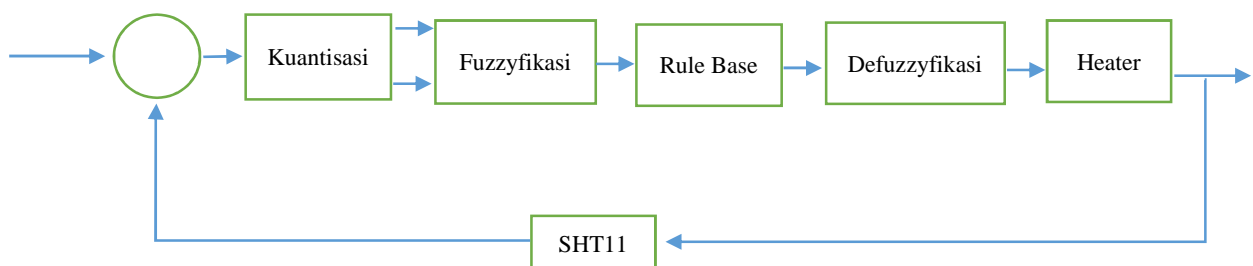 Kuantisasi
Fuzzyfikasi
Rule Base
Defuzzyfikasi
Heater
SHT11